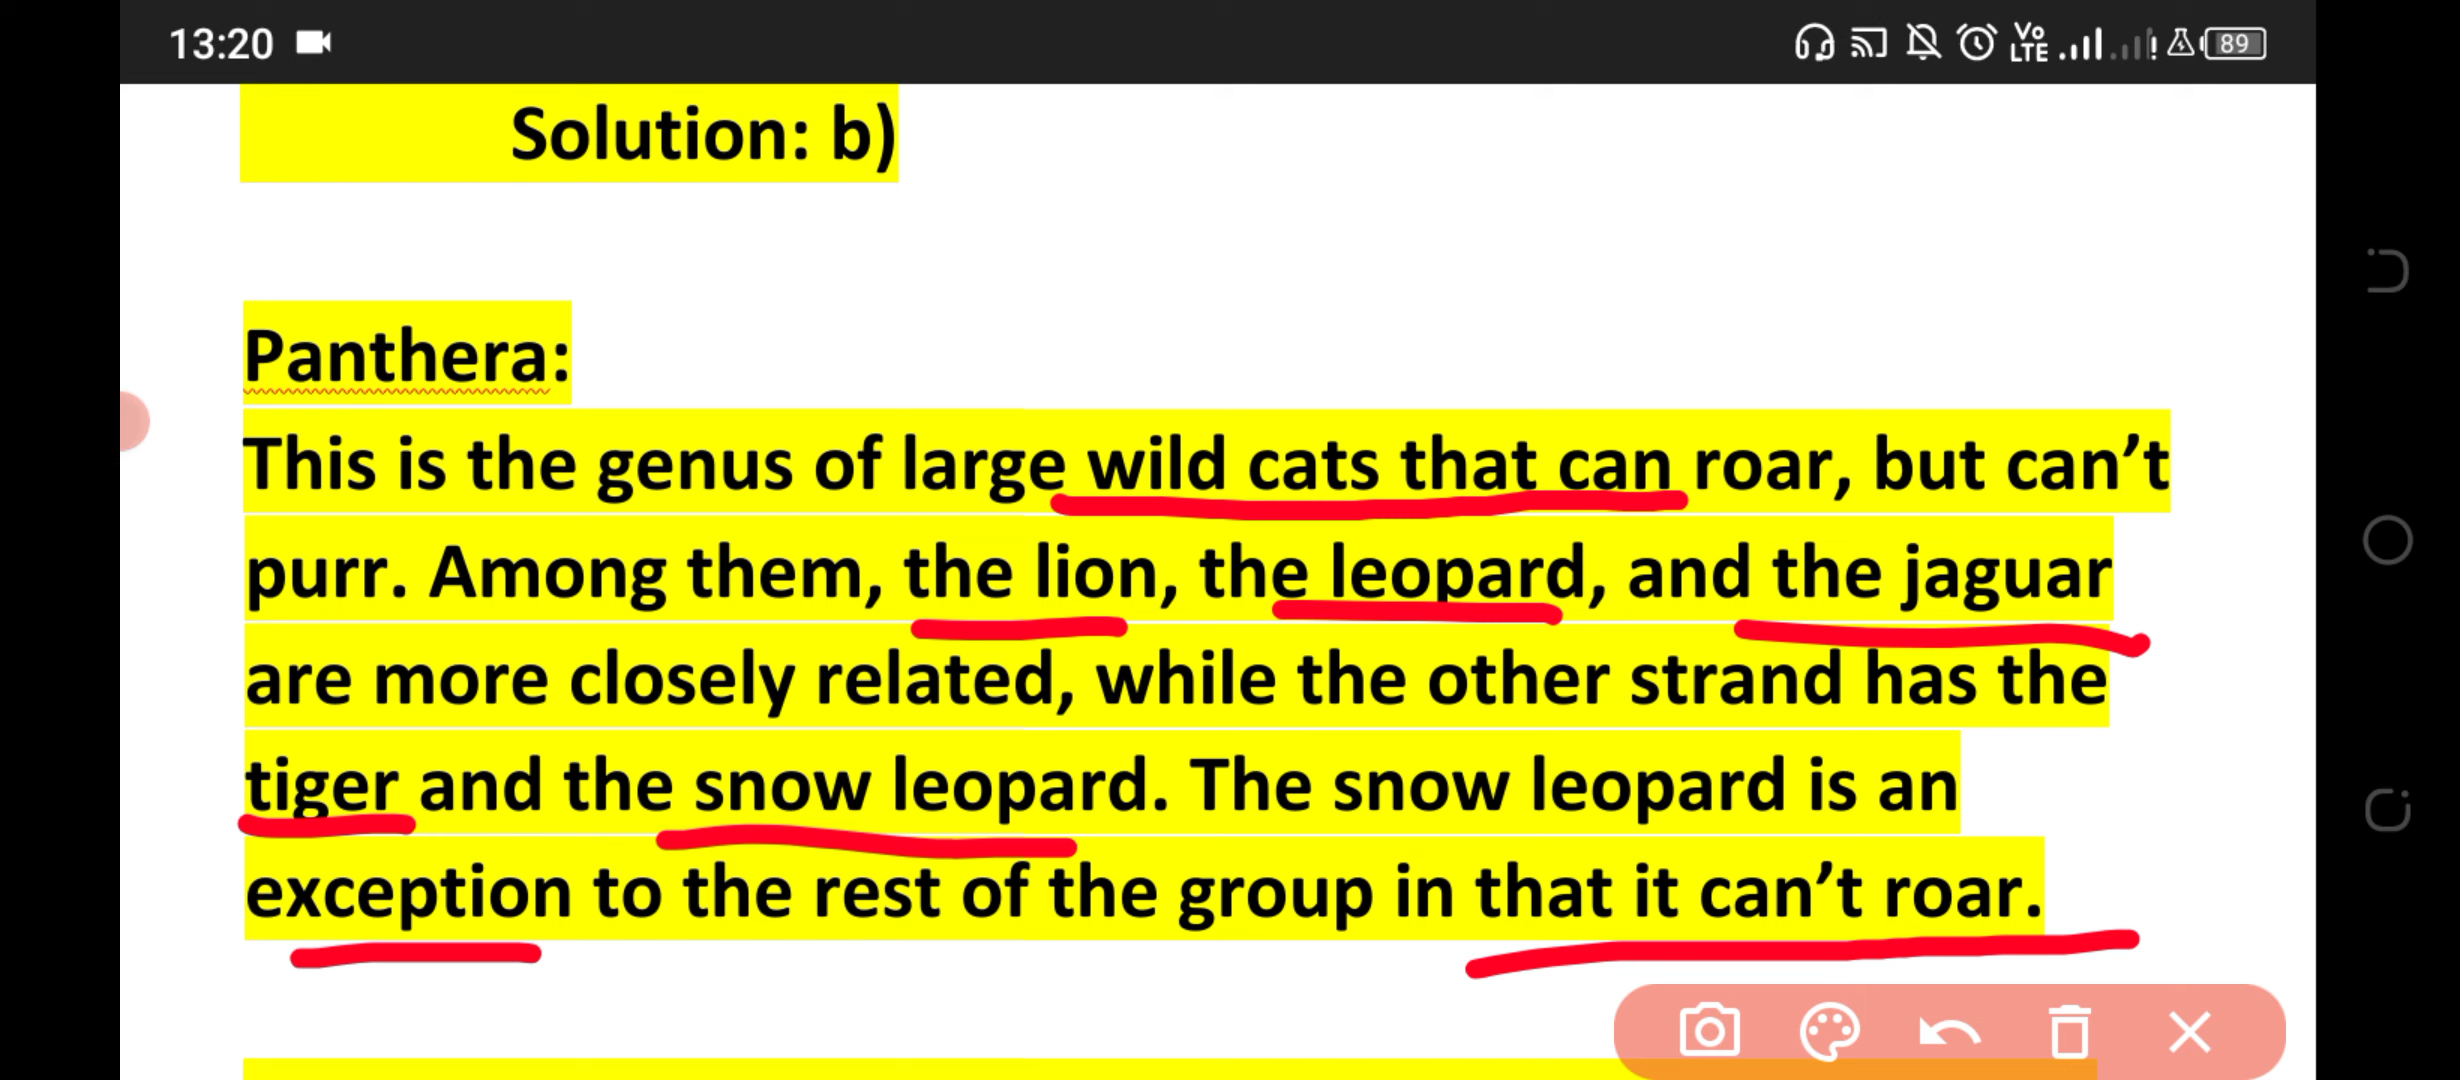 13:20
Vo LTE 89
Solution: b)
Panthera:
This is the genus of large wild cats that can roar, but can’t
purr. Among them, the lion, the leopard, and the jaguar
are more closely related, while the other strand has the
tiger and the snow leopard. The snow leopard is an
exception to the rest of the group in that it can’t roar.